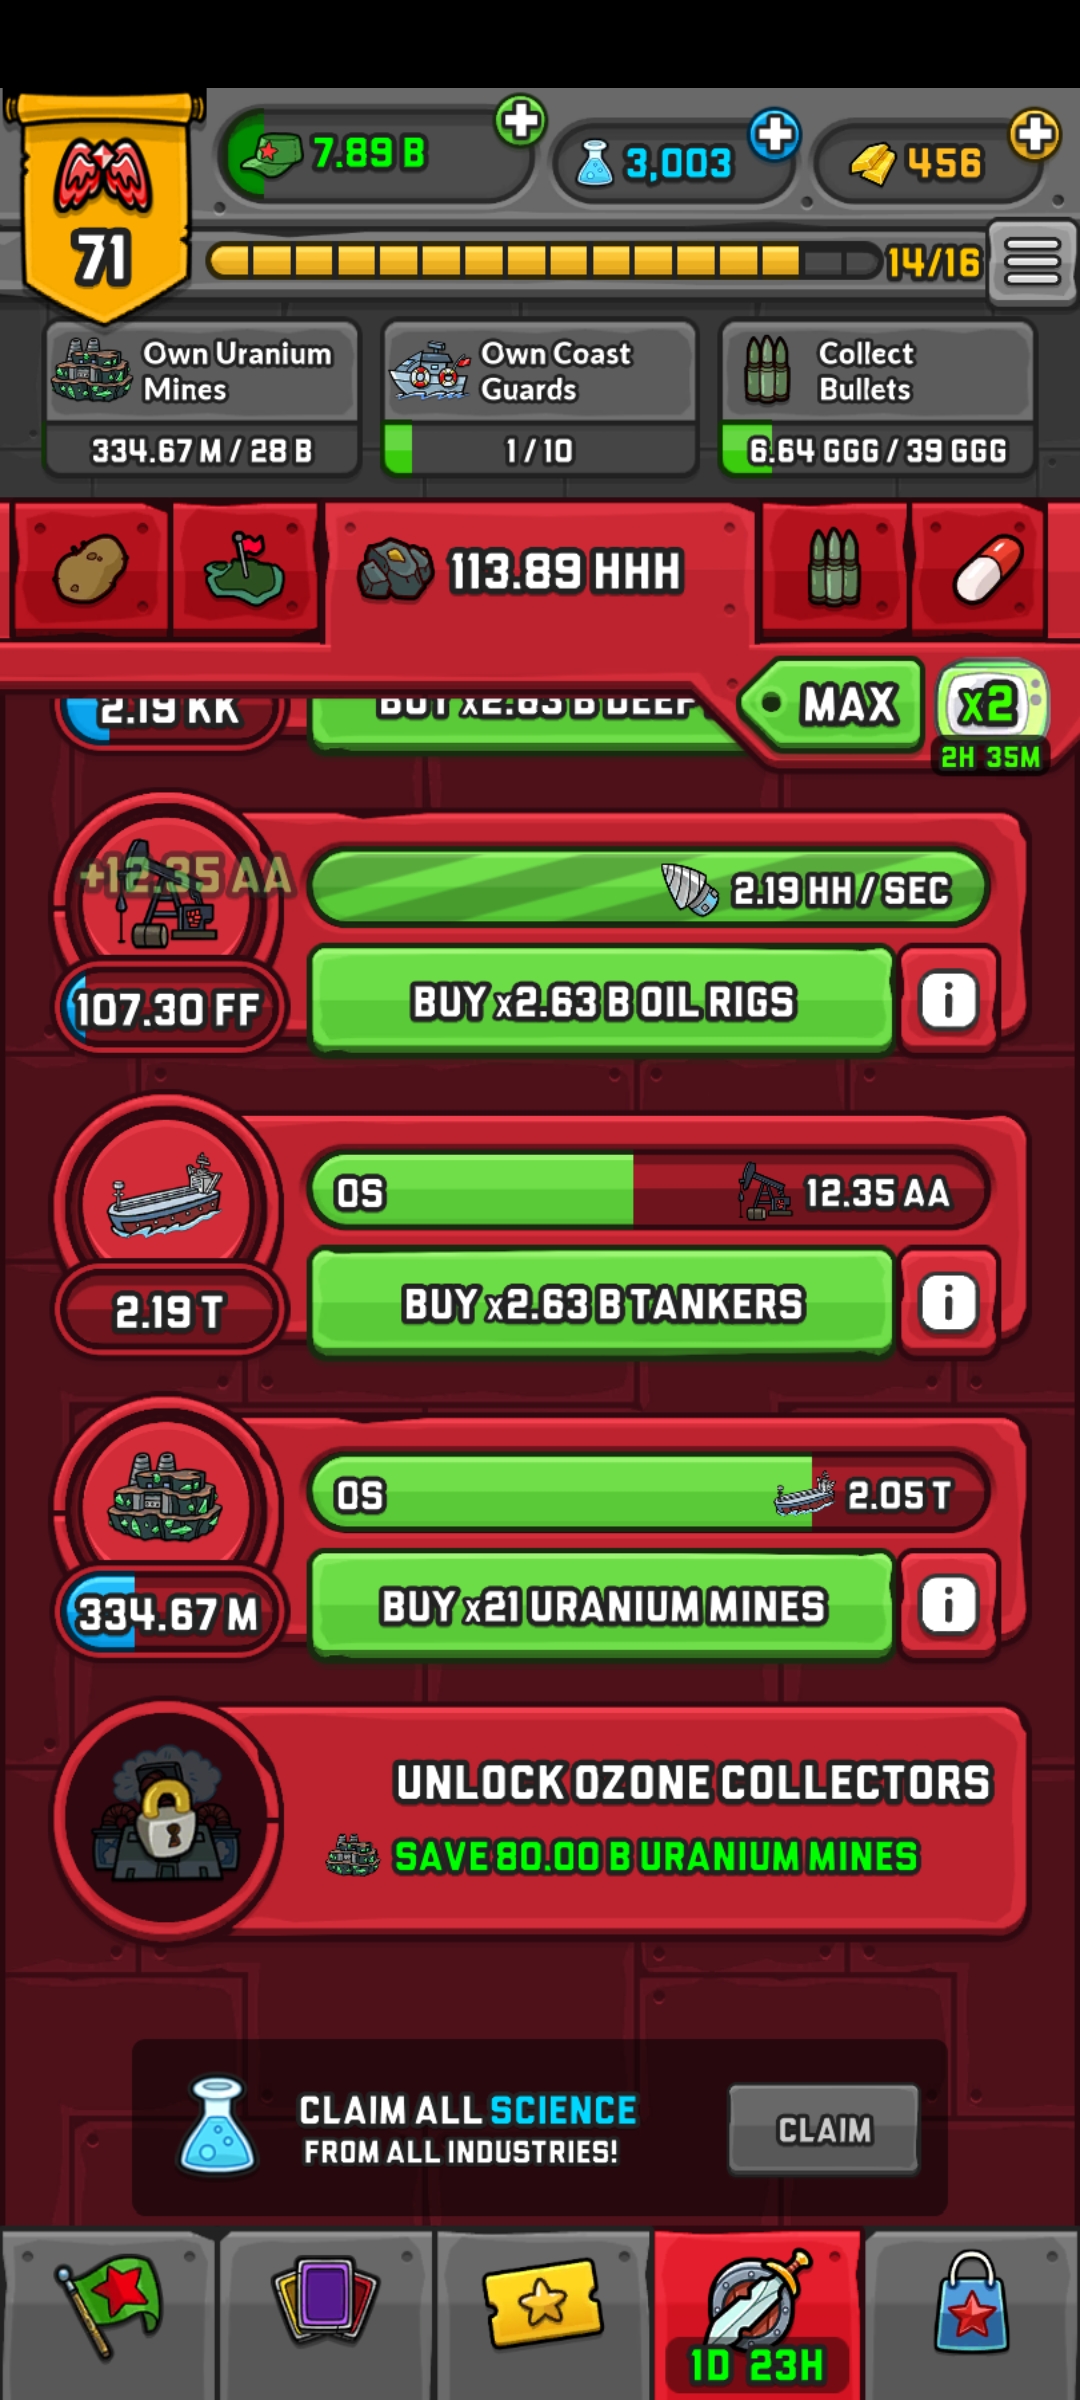 71
7.89 B
3,003
456
14/16
Own Uranium
Mines
334.67 M / 28 B
Own Coast
Guards
1 / 10
Collect
Bullets
6.64 GGG / 39 GGG
113.89 HHH
MAX
x2
2H 35M
2.19 KK
BUY x2.63 B DEEP
+12.35 AA
2.19 HH / SEC
107.30 FF
BUY x2.63 B OIL RIGS
i
0S
12.35 AA
2.19 T
BUY x2.63 B TANKERS
i
0S
2.05 T
334.67 M
BUY x21 URANIUM MINES
i
UNLOCK OZONE COLLECTORS
SAVE 80.00 B URANIUM MINES
CLAIM ALL SCIENCE
FROM ALL INDUSTRIES!
CLAIM
1D 23H